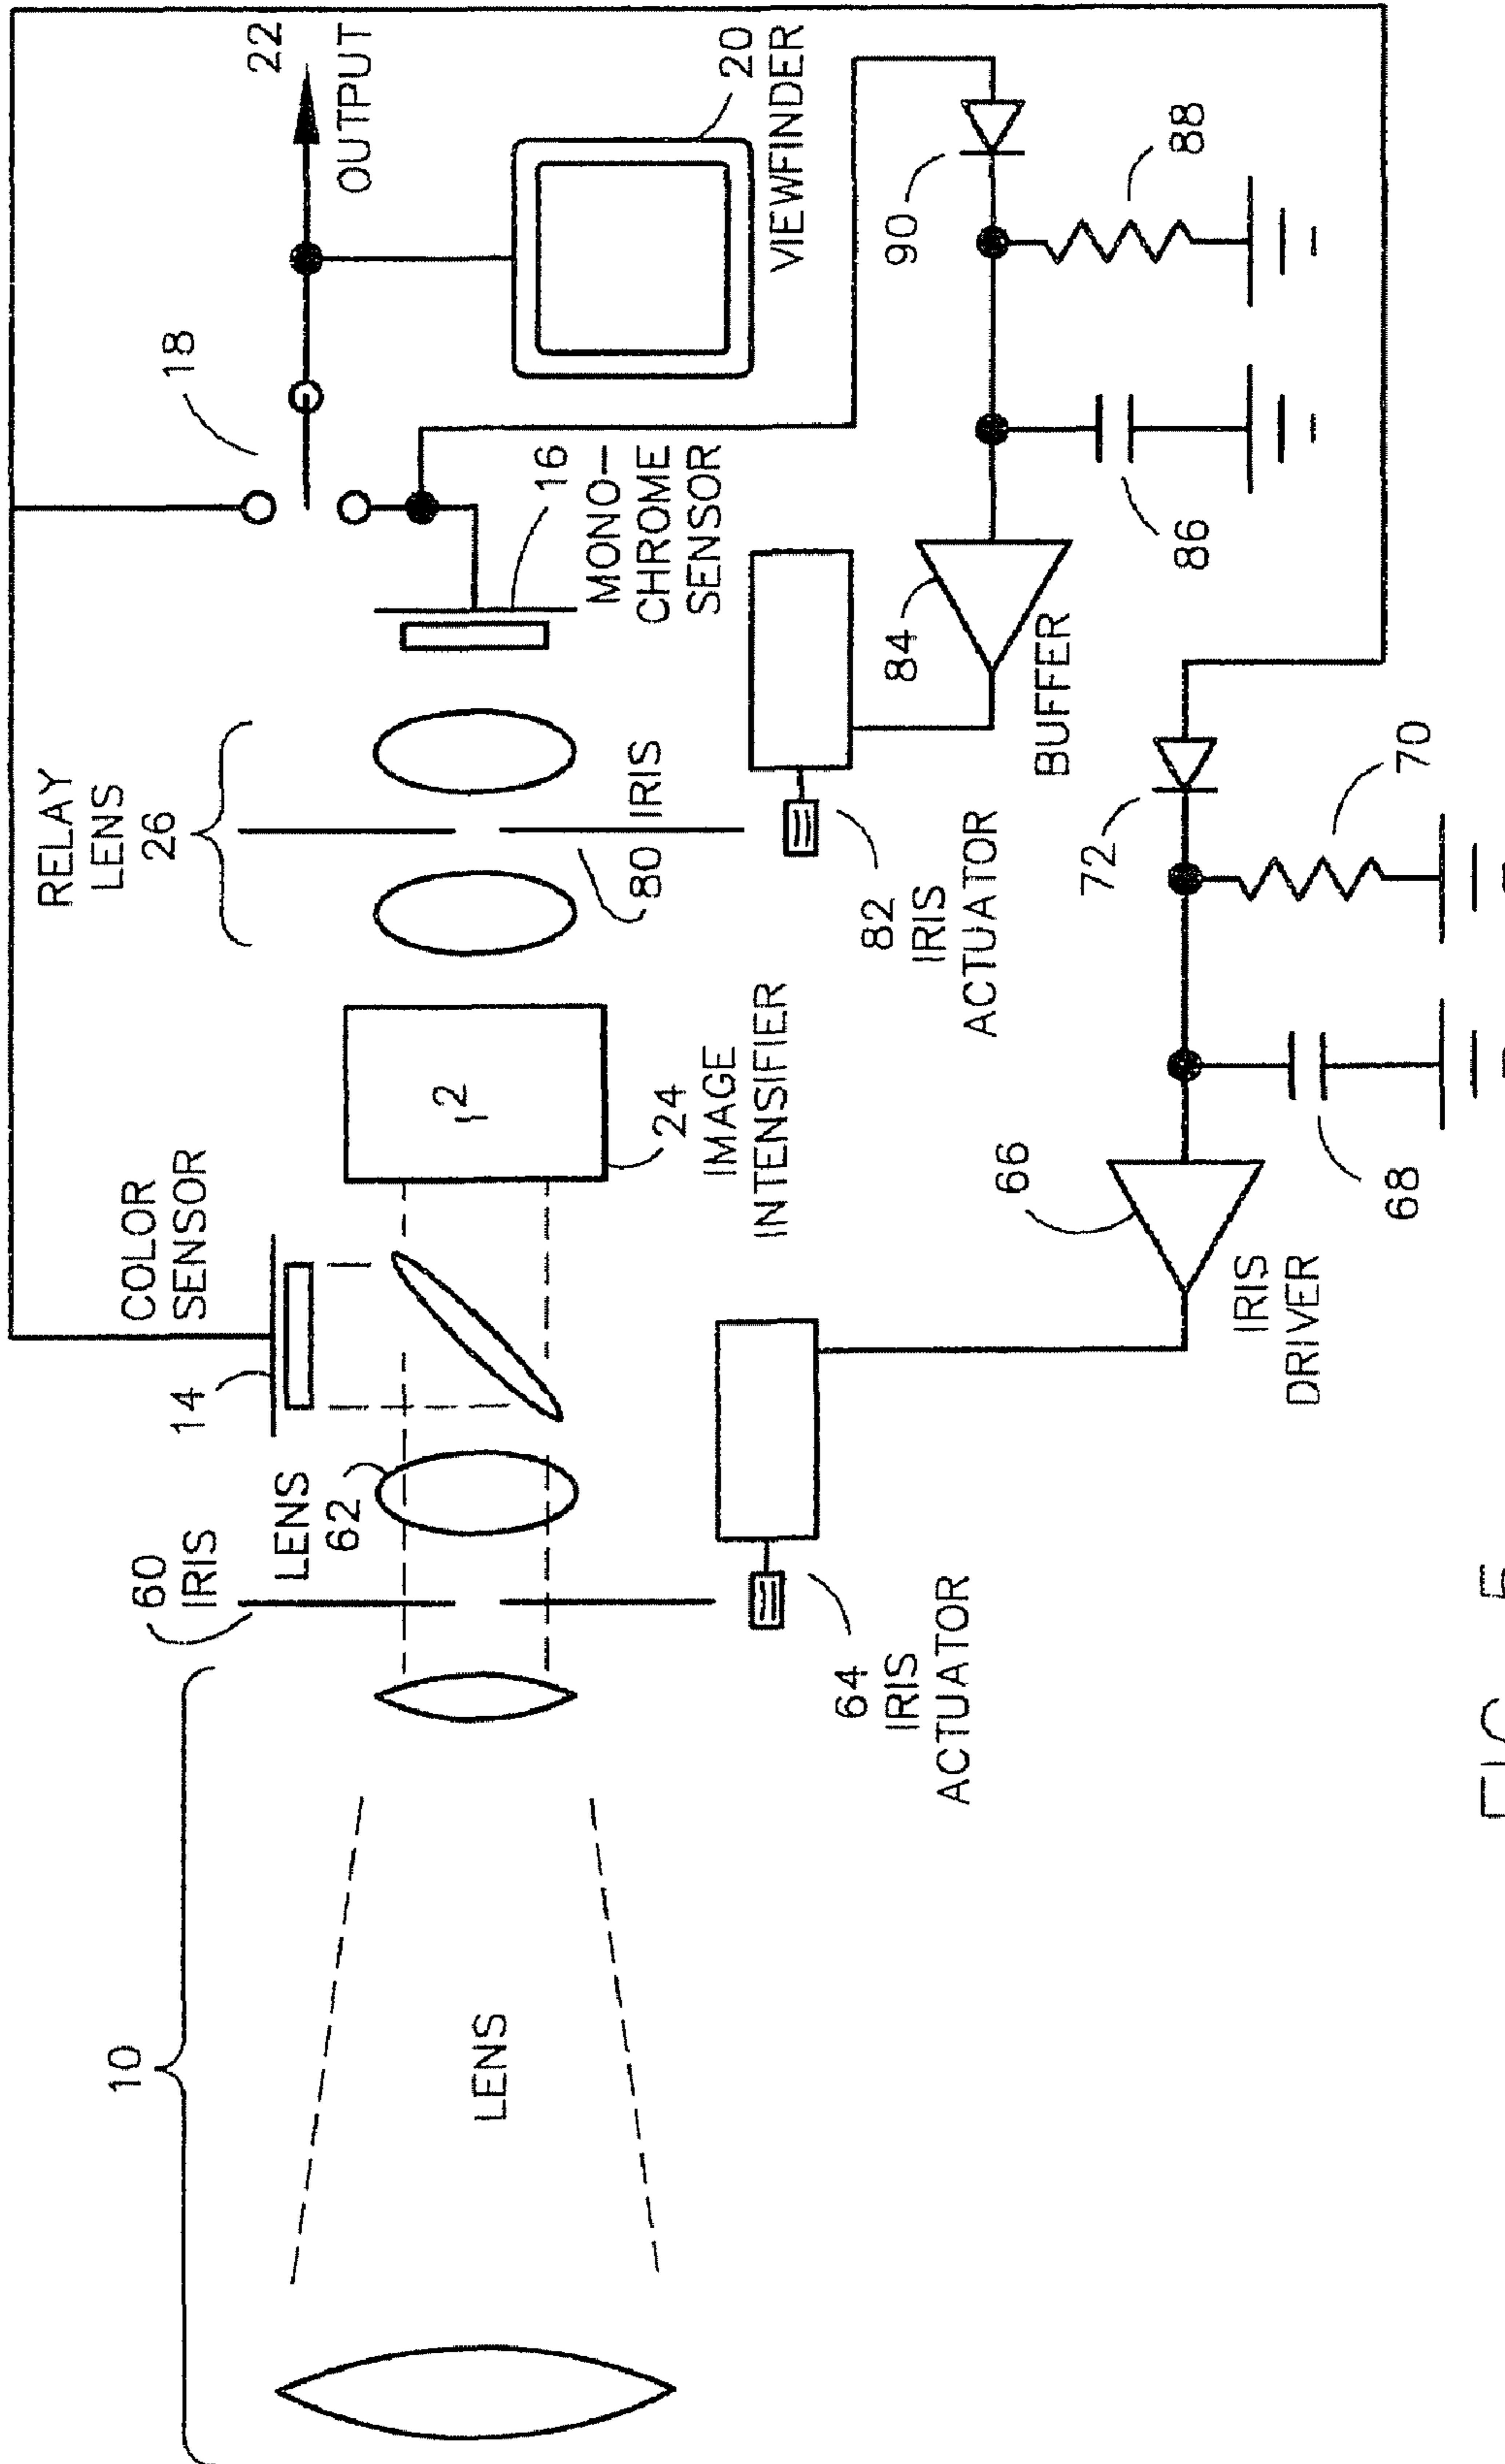 10
LENS
60
IRIS
LENS
62
14
COLOR
SENSOR
RELAY
LENS
26
18
22
OUTPUT
20
VIEWFINDER
16
MONO-
CHROME
SENSOR
80 IRIS
I²
24
IMAGE
INTENSIFIER
64
IRIS
ACTUATOR
82
IRIS
ACTUATOR
84
BUFFER
90
88
86
66
IRIS
DRIVER
72
70
68